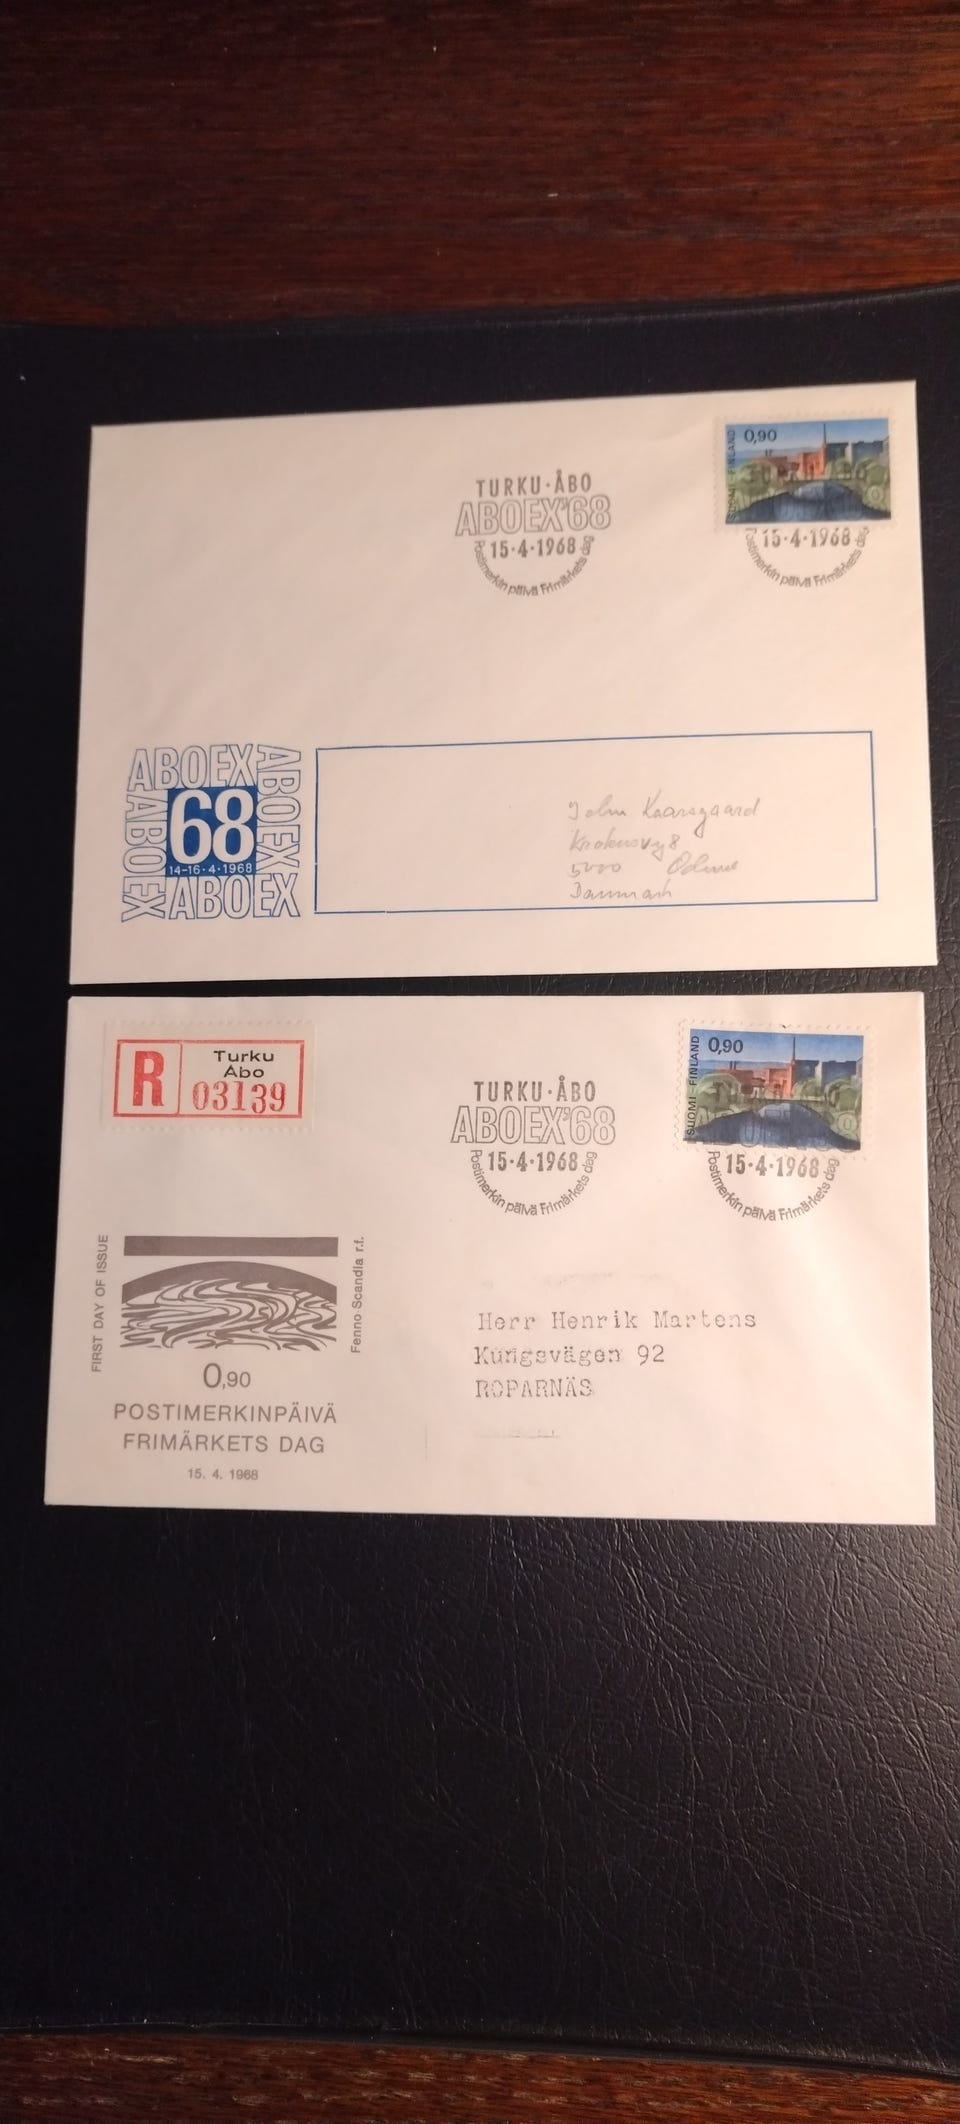 TURKU·ÅBO
ABOEX'68
15·4·1968
Postimerkin päivä Frimärkets dag
SUOMI FINLAND
0,90
15·4·1968
Postimerkin päivä Frimärkets dag
ABOEX
ABOEX
ABOEX
ABOEX
68
14-16·4·1968
John Kaarsgaard
5000
Danmark
R
Turku
Åbo
03139
TURKU·ÅBO
ABOEX'68
15·4·1968
Postimerkin päivä Frimärkets dag
SUOMI FINLAND
0,90
15·4·1968
Postimerkin päivä Frimärkets dag
FIRST DAY OF ISSUE
Fenno Scandia r.f.
0,90
POSTIMERKINPÄIVÄ
FRIMÄRKETS DAG
15. 4. 1968
Herr Henrik Martens
Kungsvägen 92
ROPARNÄS